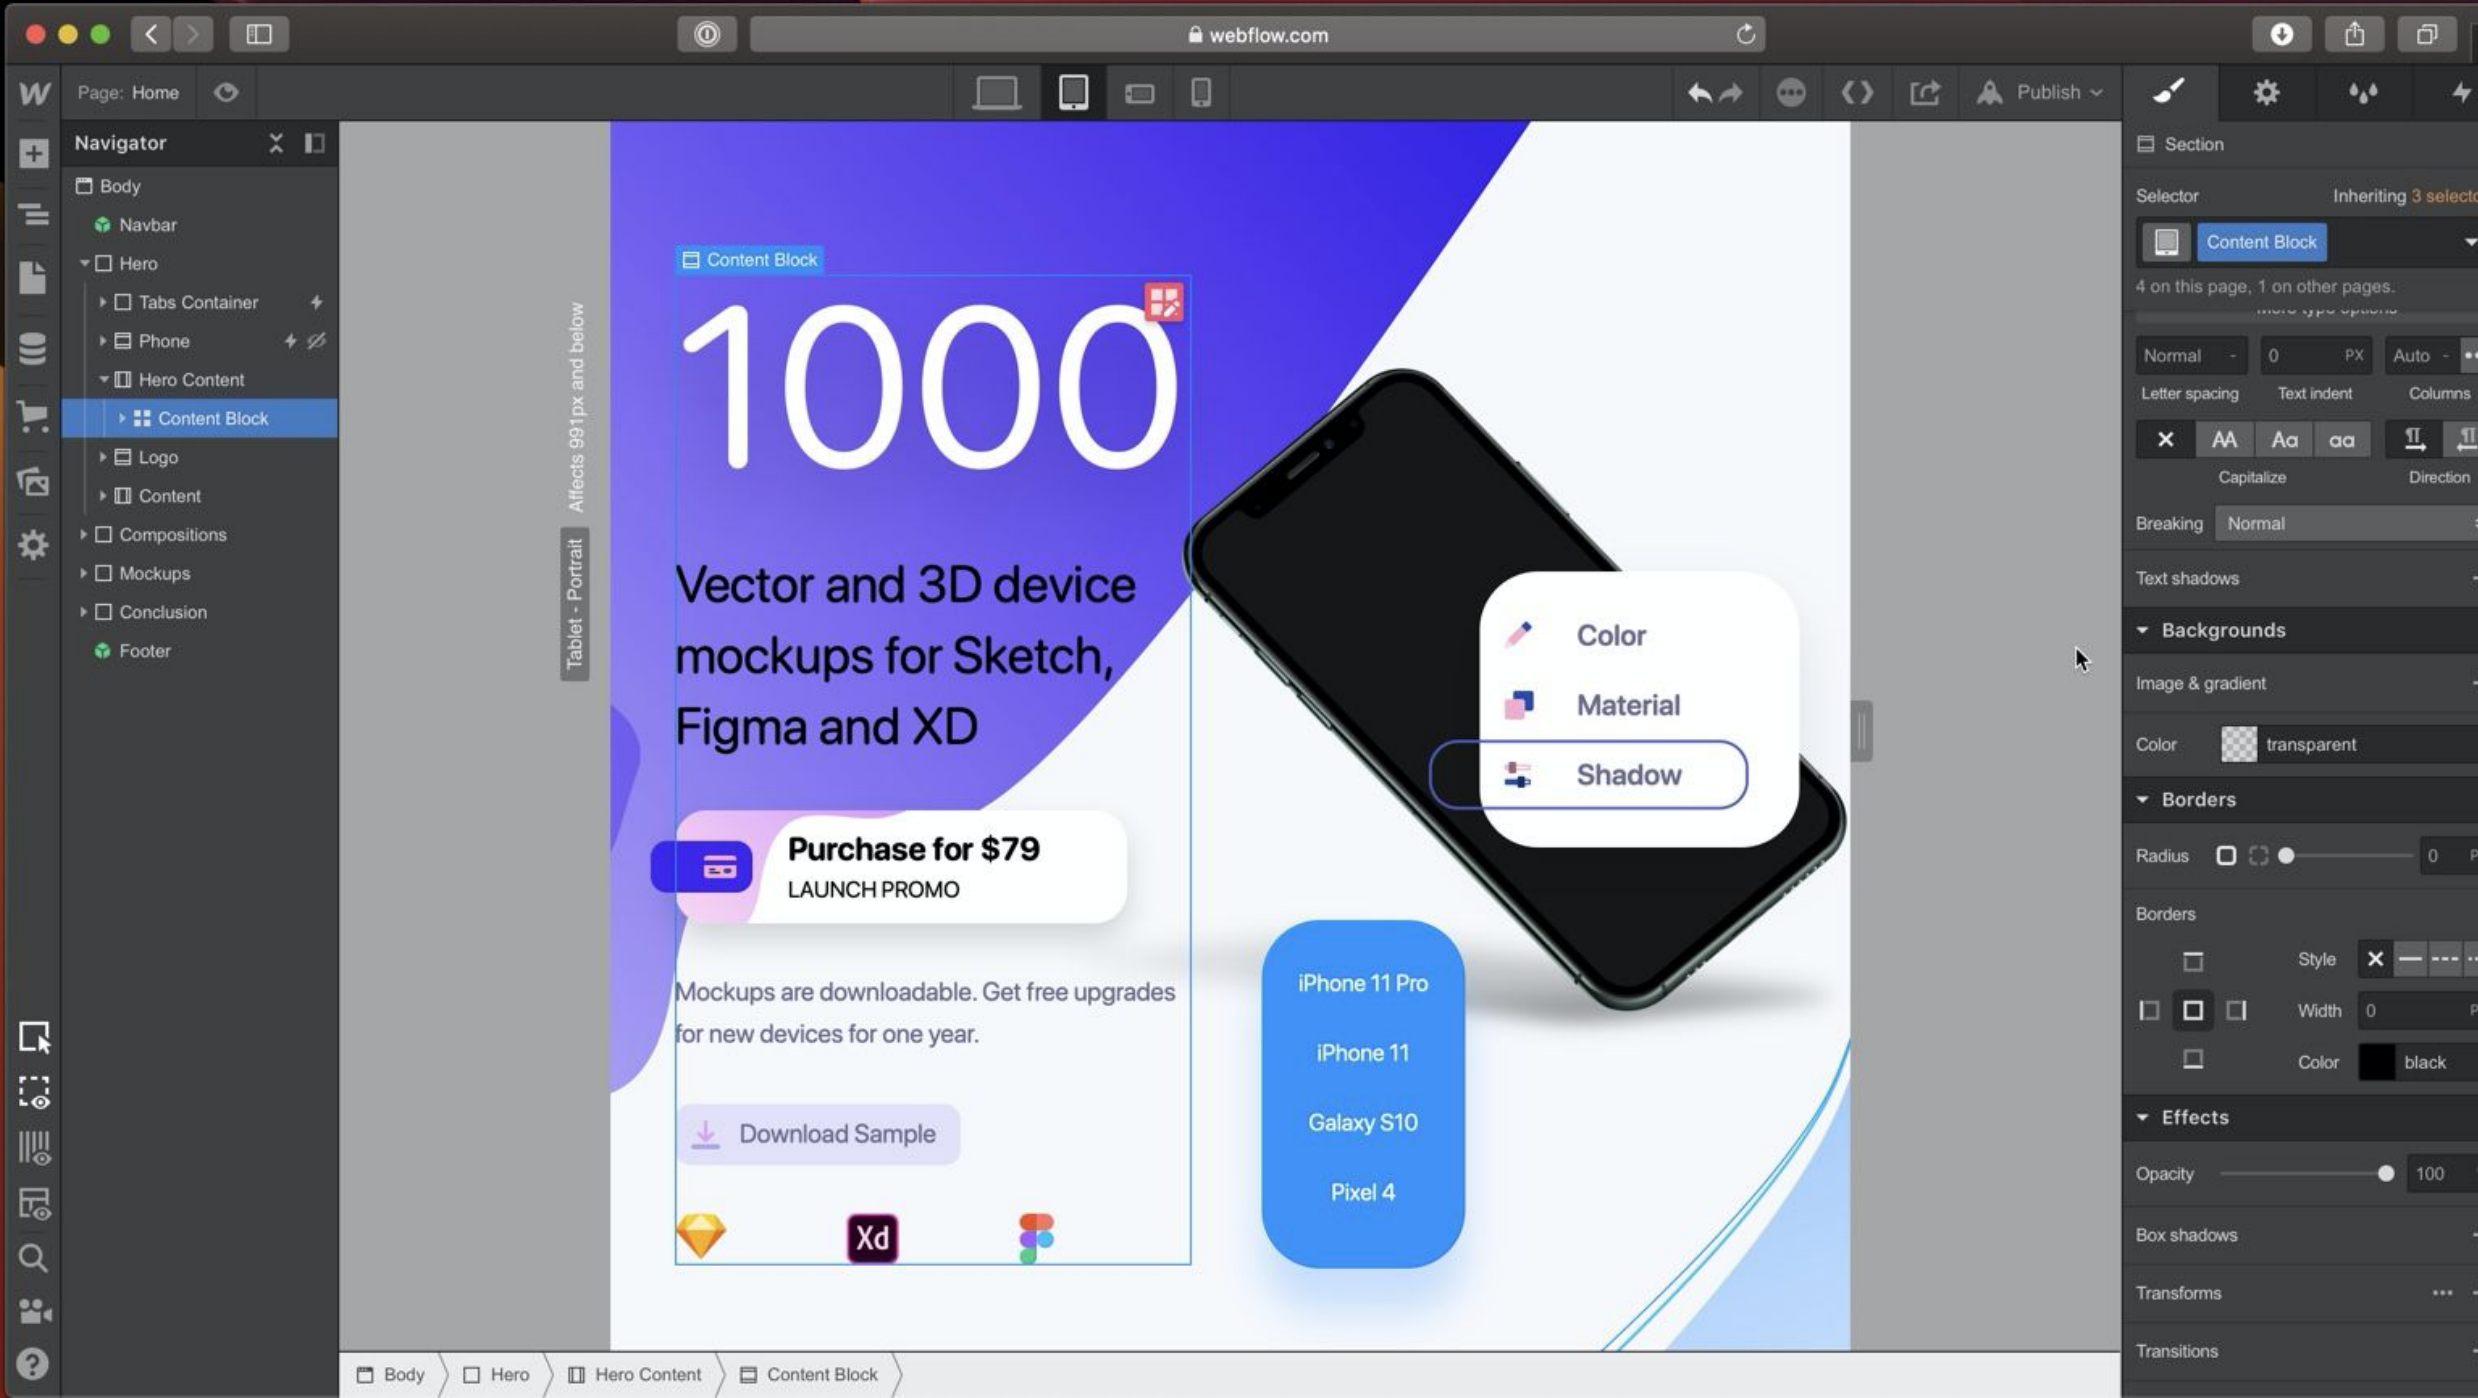 webflow.com
Page: Home
Publish
Navigator
Body
Navbar
Hero
Tabs Container
Phone
Hero Content
Content Block
Logo
Content
Compositions
Mockups
Conclusion
Footer
Affects 991px and below
Tablet - Portrait
Content Block
1000
Vector and 3D device
mockups for Sketch,
Figma and XD
Purchase for $79
LAUNCH PROMO
Mockups are downloadable. Get free upgrades
for new devices for one year.
Download Sample
Xd
Color
Material
Shadow
iPhone 11 Pro
iPhone 11
Galaxy S10
Pixel 4
Section
Selector Inheriting 3 selecto
Content Block
4 on this page, 1 on other pages.
More type options
Normal - 0 PX Auto -
Letter spacing Text indent Columns
AA Aa aa
Capitalize Direction
Breaking Normal
Text shadows
Backgrounds
Image & gradient
Color transparent
Borders
Radius 0 P
Borders
Style
Width 0 P
Color black
Effects
Opacity 100
Box shadows
Transforms
Transitions
Body Hero Hero Content Content Block